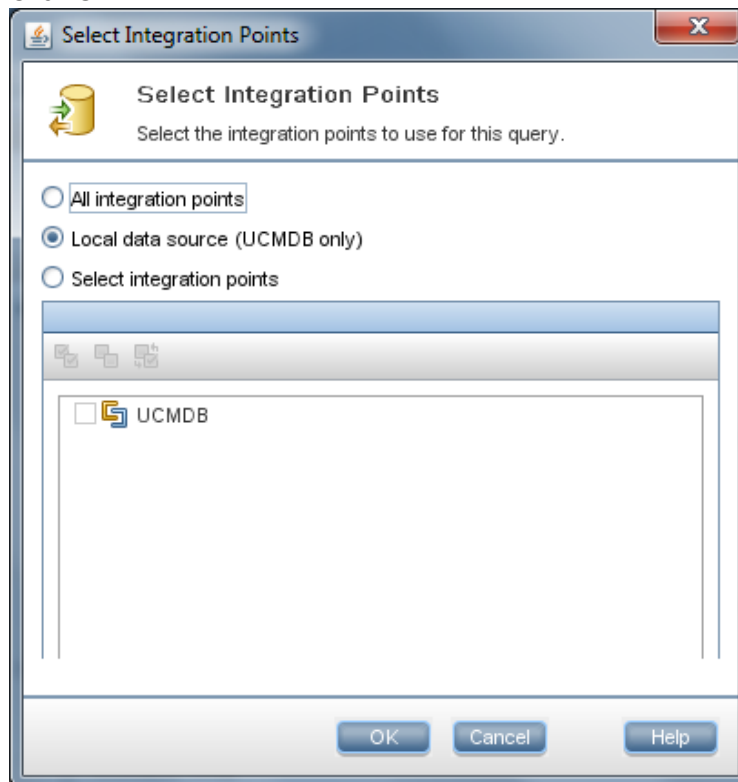 Select Integration Points
Select Integration Points
Select the integration points to use for this query.
All integration points
Local data source (UCMDB only)
Select integration points
UCMDB
OK Cancel Help